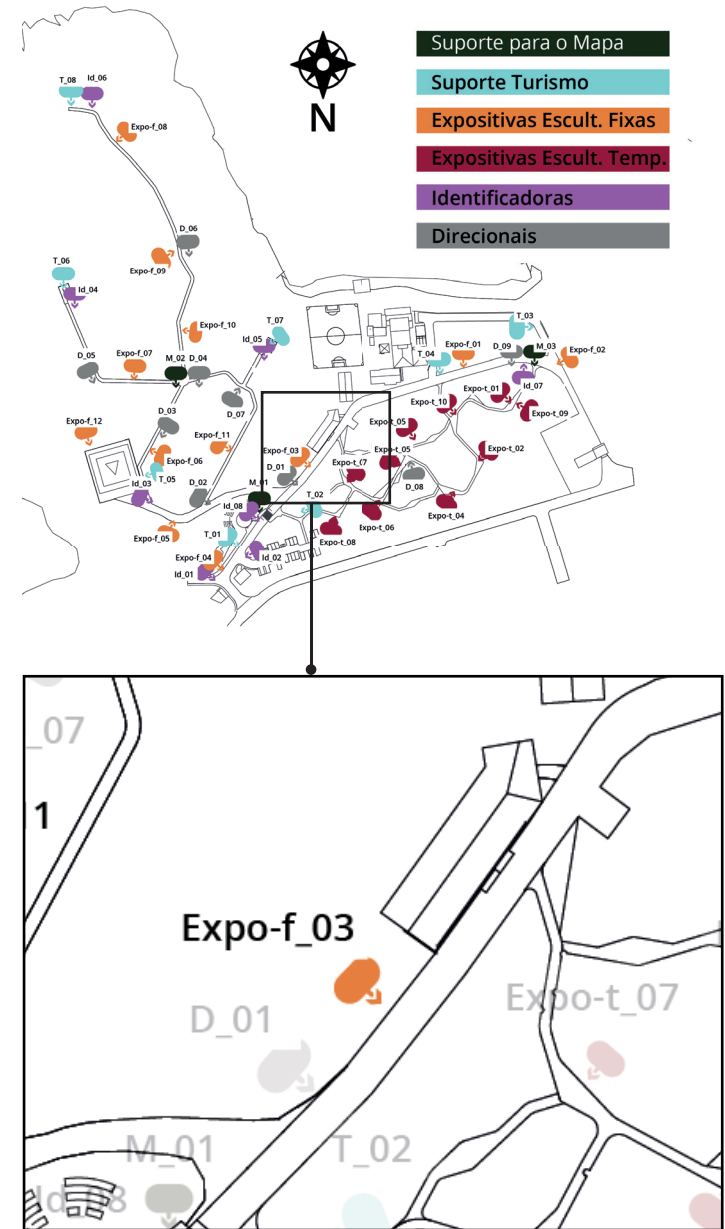 Suporte para o Mapa
Suporte Turismo
Expositivas Escult. Fixas
Expositivas Escult. Temp.
Identificadoras
Direcionais
N
T_08
Id_06
Expo-f_08
D_06
Expo-f_09
T_06
Id_04
Expo-f_10
T_07
Id_05
T_03
D_05
Expo-f_07
M_02
D_04
T_04
Expo-f_01
D_09
M_03
Expo-f_02
D_07
Id_07
Expo-t_01
Expo-t_10
Expo-t_09
D_03
Expo-f_12
Expo-f_11
Expo-t_05
Expo-t_02
Expo-f_03
Expo-f_06
T_05
D_01
Expo-t_07
Expo-t_05
D_08
Id_03
D_02
M_01
T_02
Id_08
Expo-t_04
Expo-f_05
T_01
Expo-t_06
Expo-t_08
Expo-f_04
Id_02
Id_01
_07
1
Expo-f_03
Expo-t_07
D_01
M_01
T_02
Id_08